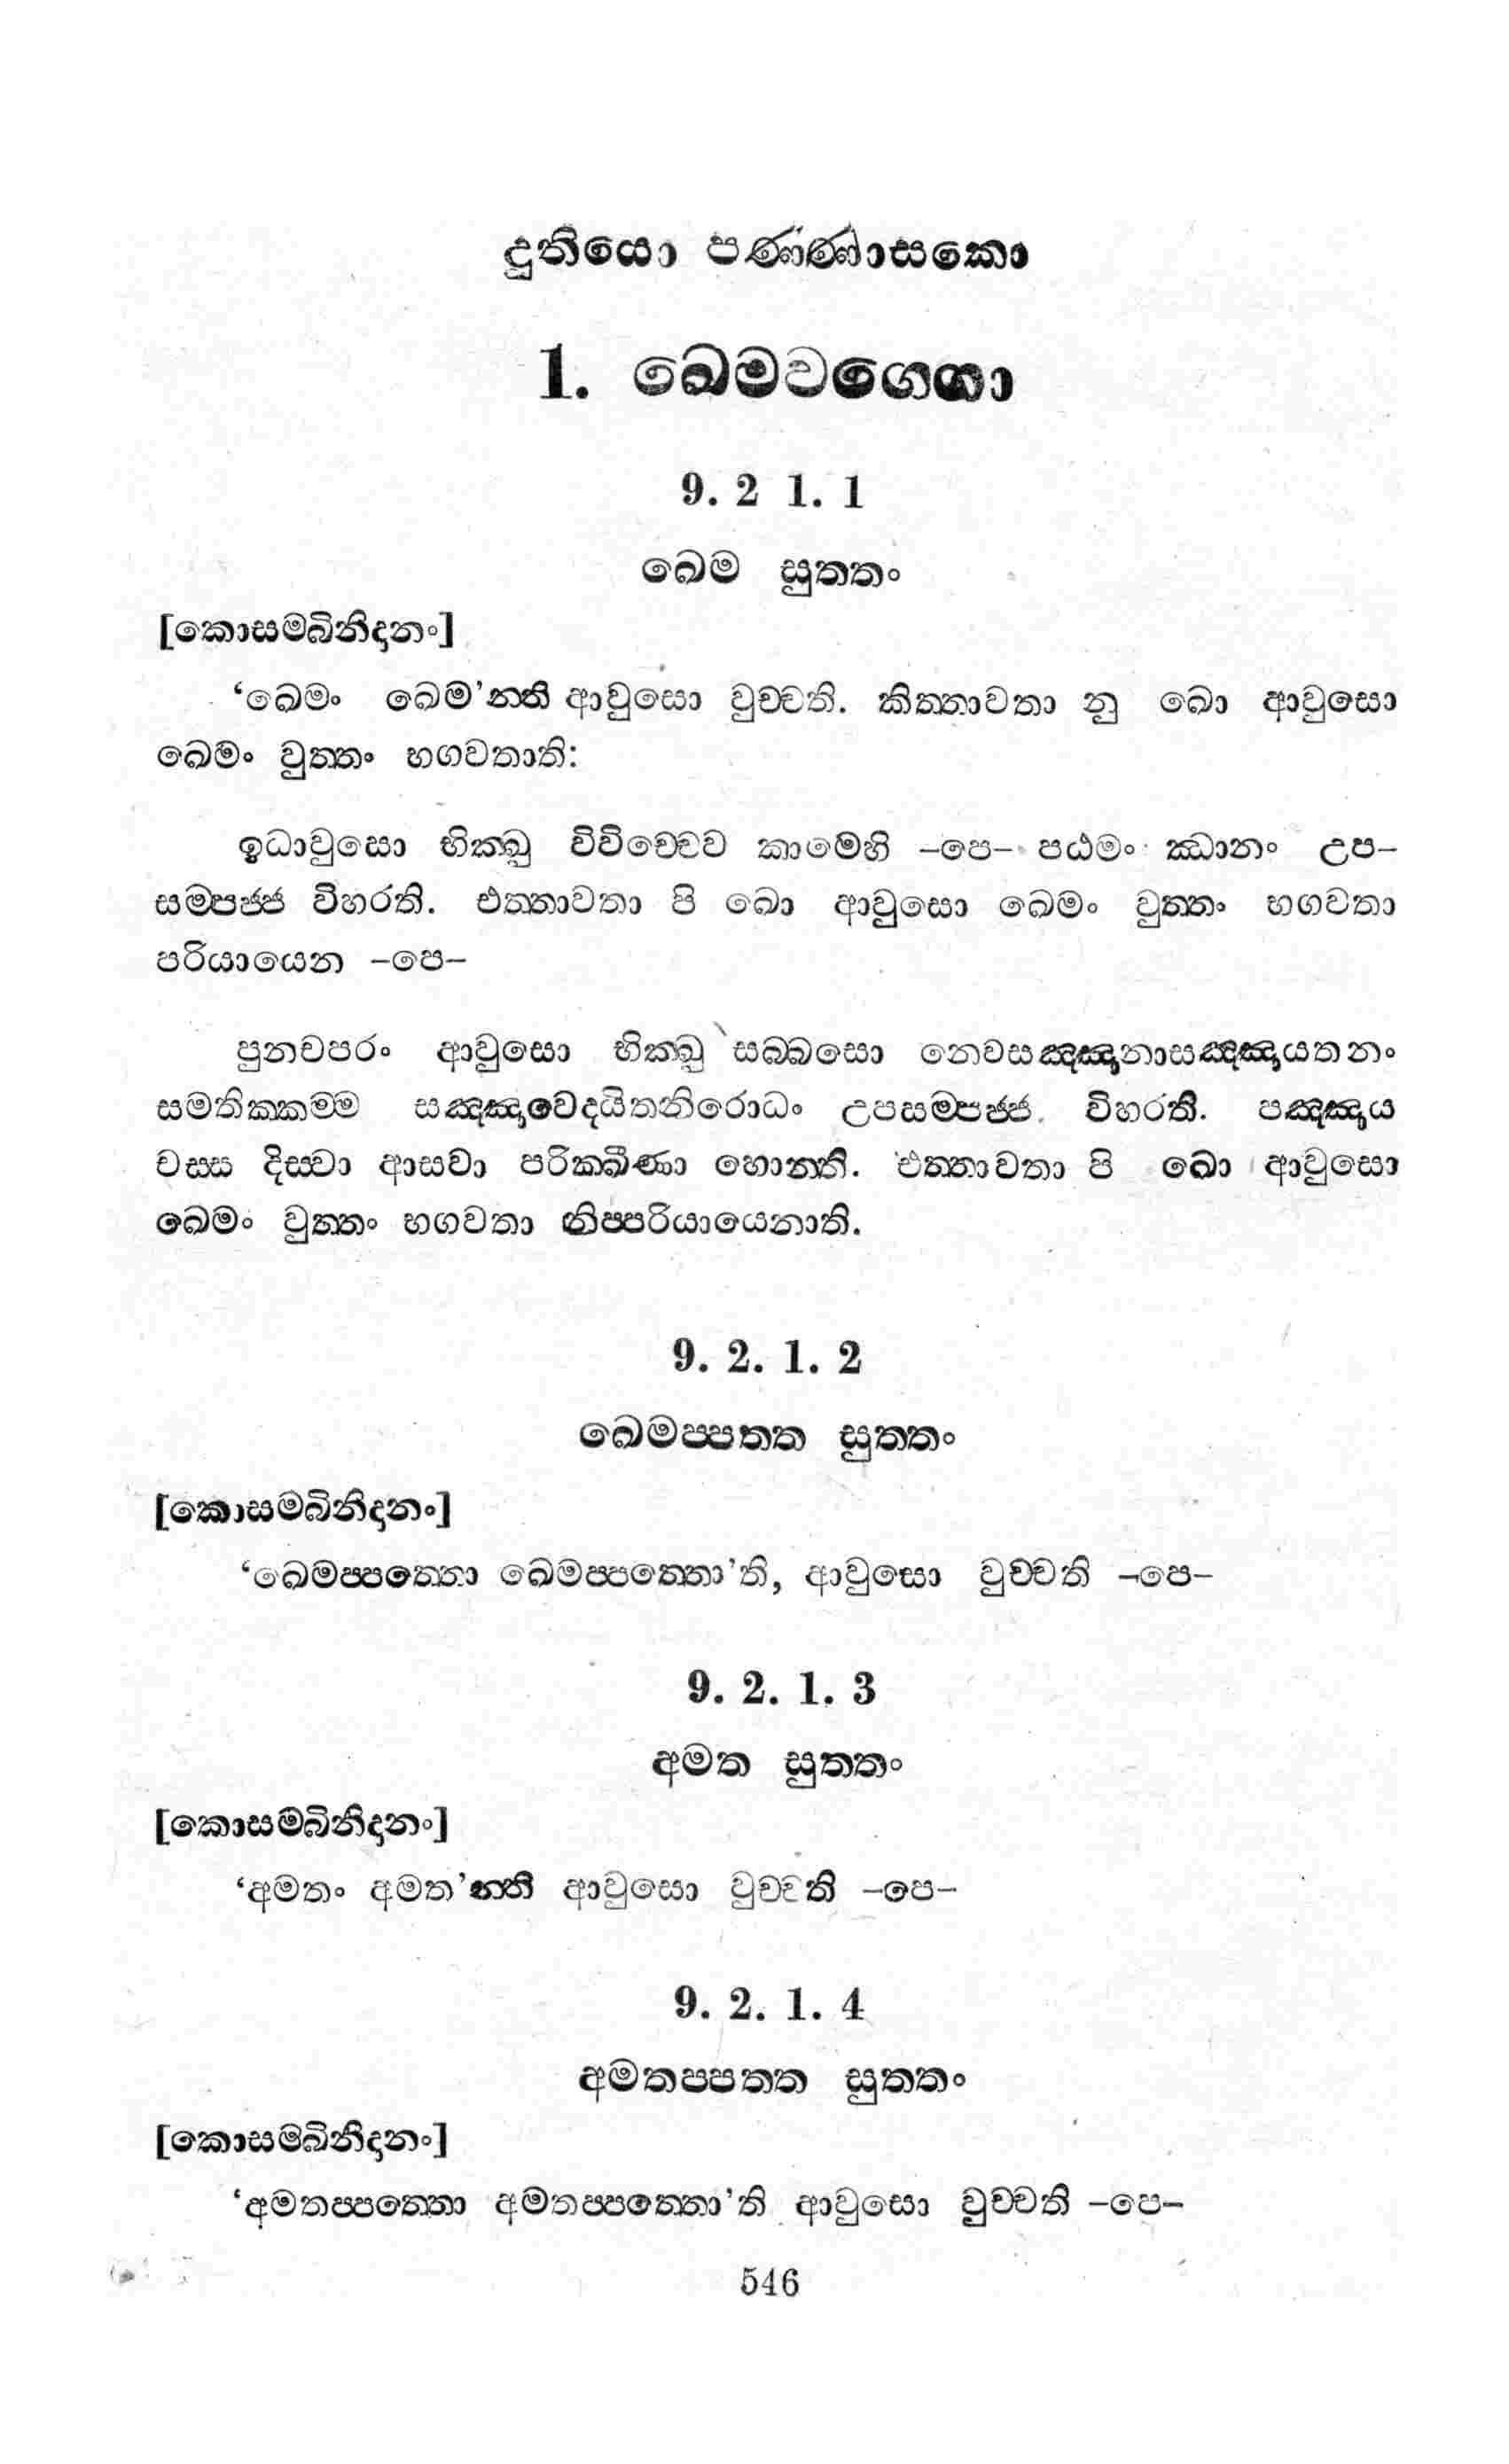 දුතියො පණ්ණාසකො
1. ඛෙමවග්ගො
9. 2 1. 1
ඛෙම සුත්තං
[කොසම්බිනිදානං]
‘ඛෙමං ඛෙම’න්ති ආවුසො වුච්චති. කිත්තාවතා නු ඛො ආවුසො
ඛෙමං වුත්තං භගවතාති:
ඉධාවුසො භික්ඛු විවිච්චෙව කාමෙහි –පෙ– පඨමං ඣානං උප–
සම්පජ්ජ විහරති. එත්තාවතා පි ඛො ආවුසො ඛෙමං වුත්තං භගවතා
පරියායෙන –පෙ–
පුනචපරං ආවුසො භික්ඛු සබ්බසො නෙවසඤ්ඤානාසඤ්ඤායතනං
සමතික්කම්ම සඤ්ඤාවෙදයිතනිරොධං උපසම්පජ්ජ විහරති. පඤ්ඤාය
චස්ස දිස්වා ආසවා පරික්ඛීණා හොන්ති. එත්තාවතා පි ඛො ආවුසො
ඛෙමං වුත්තං භගවතා නිප්පරියායෙනාති.
9. 2. 1. 2
ඛෙමප්පත්ත සුත්තං
[කොසම්බිනිදානං]
‘ඛෙමප්පත්තො ඛෙමප්පත්තො’ති, ආවුසො වුච්චති –පෙ–
9. 2. 1. 3
අමත සුත්තං
[කොසම්බිනිදානං]
‘අමතං අමත’න්ති ආවුසො වුච්චති –පෙ–
9. 2. 1. 4
අමතප්පත්ත සුත්තං
[කොසම්බිනිදානං]
‘අමතප්පත්තො අමතප්පත්තො’ති ආවුසො වුච්චති –පෙ–
546